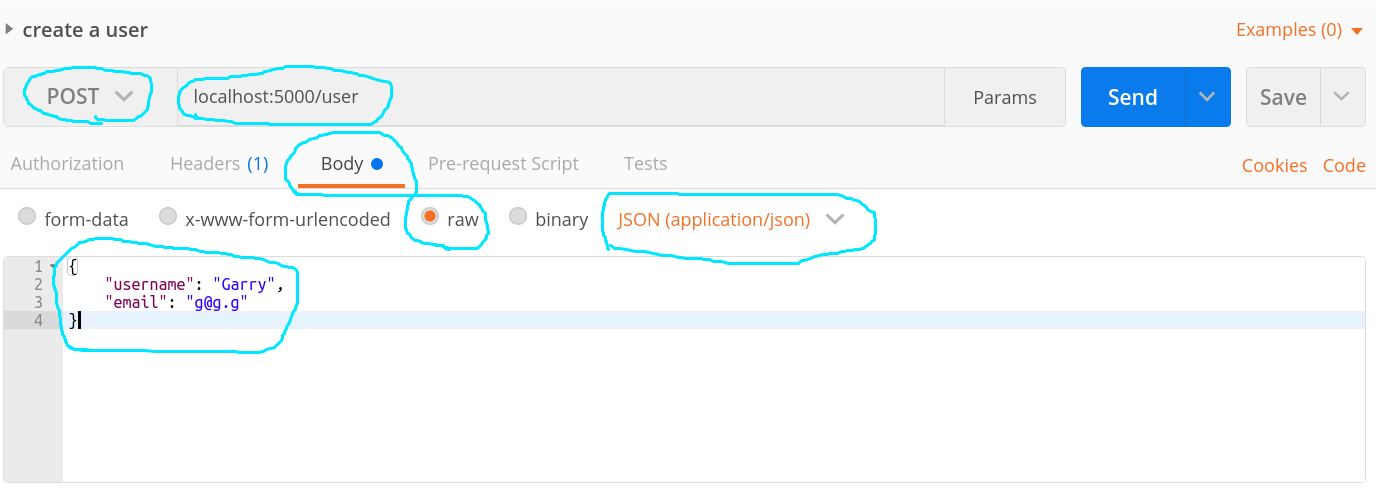 create a user Examples (0)
POST localhost:5000/user Params Send Save
Authorization Headers (1) Body Pre-request Script Tests Cookies Code
form-data x-www-form-urlencoded raw binary JSON (application/json)
1 {
2 "username": "Garry",
3 "email": "g@g.g"
4 }